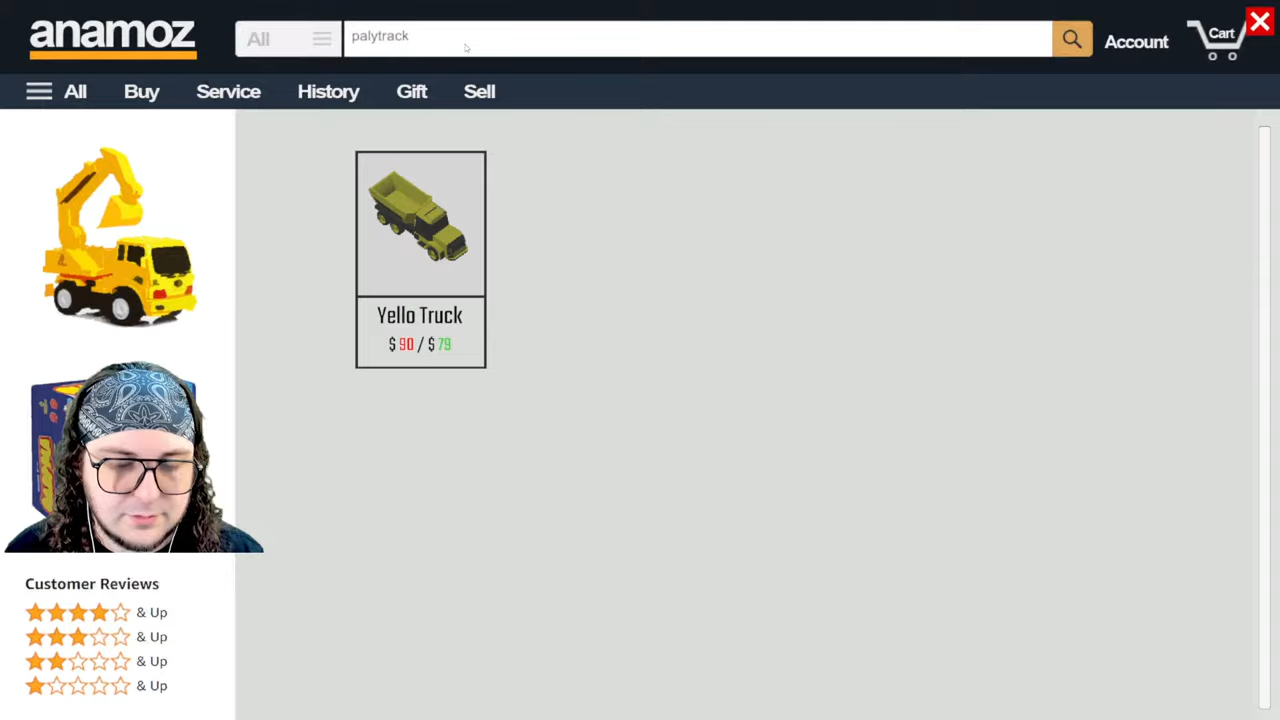 anamoz
All
palytrack
Account
Cart
All
Buy
Service
History
Gift
Sell
Yello Truck
$ 90 / $ 79
Customer Reviews
& Up
& Up
& Up
& Up